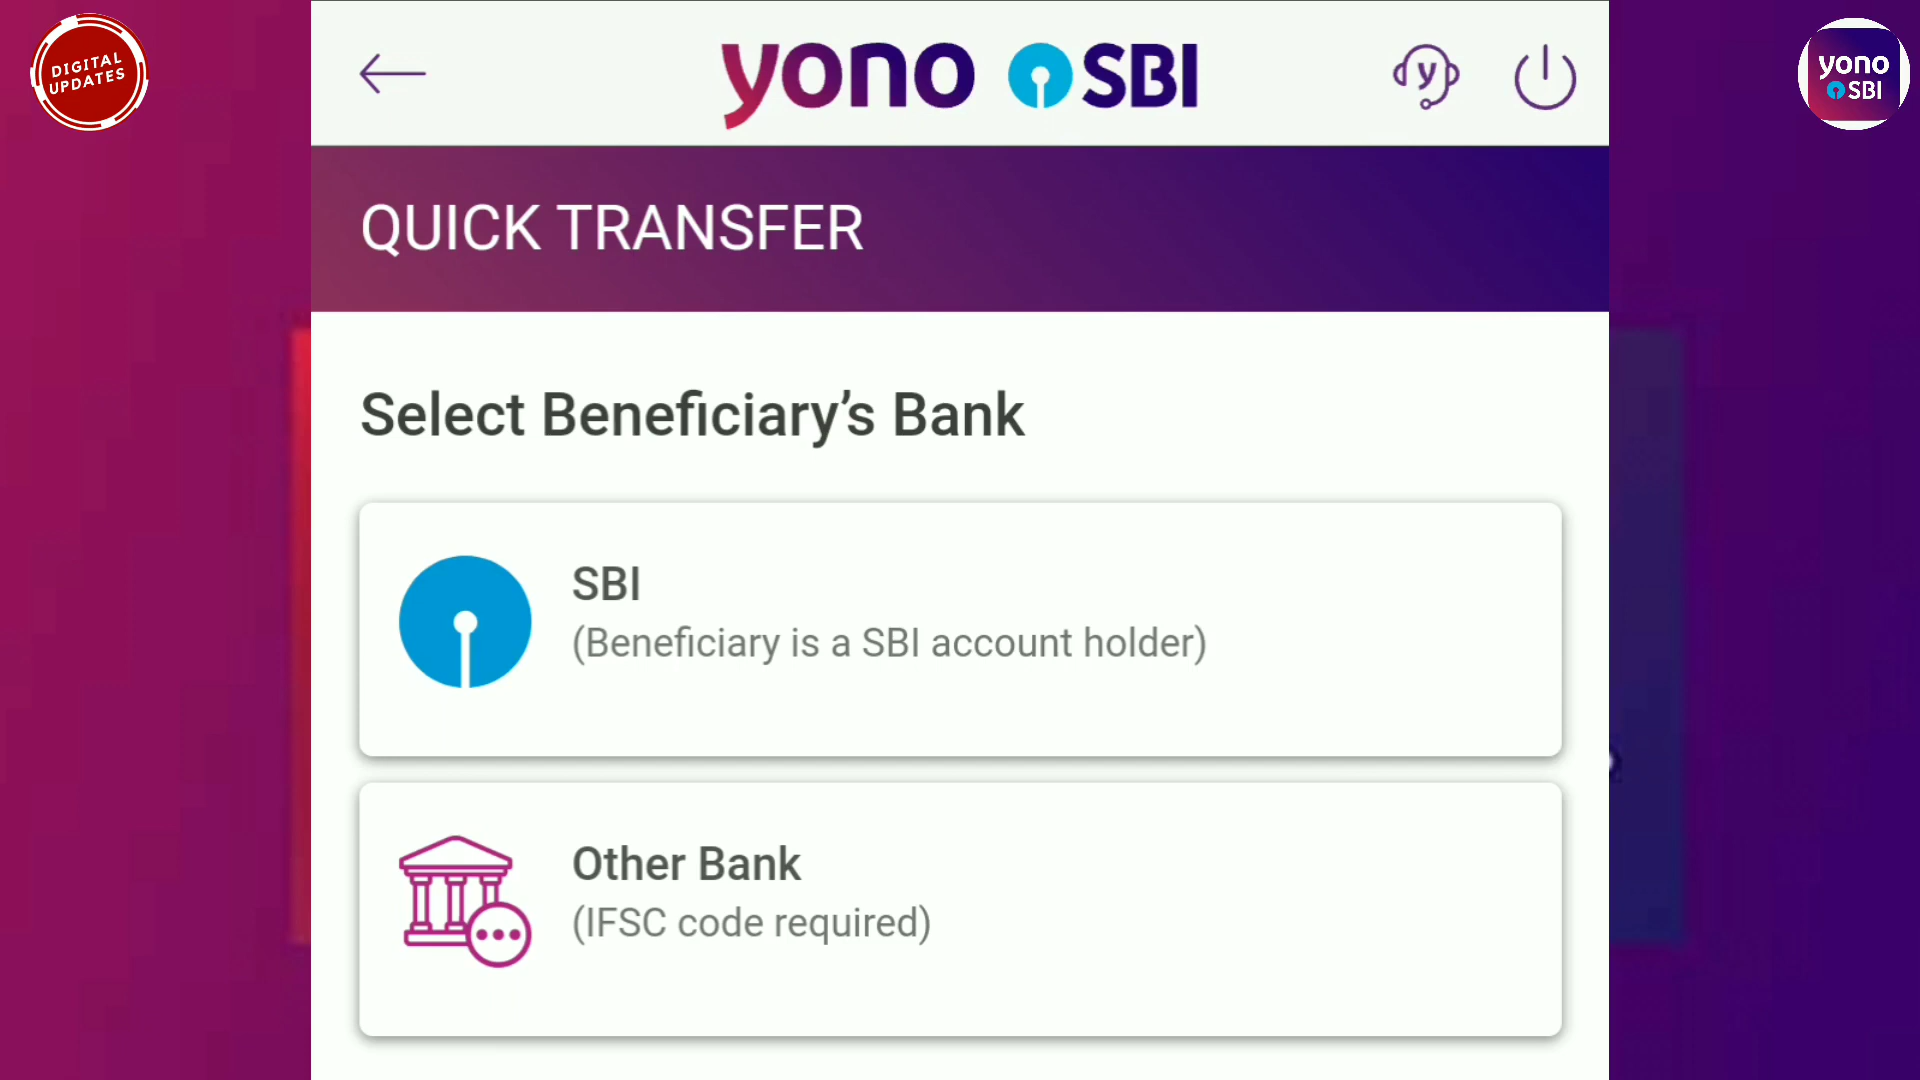 DIGITAL
UPDATES
yono SBI
y
yono
SBI
QUICK TRANSFER
Select Beneficiary’s Bank
SBI
(Beneficiary is a SBI account holder)
Other Bank
(IFSC code required)